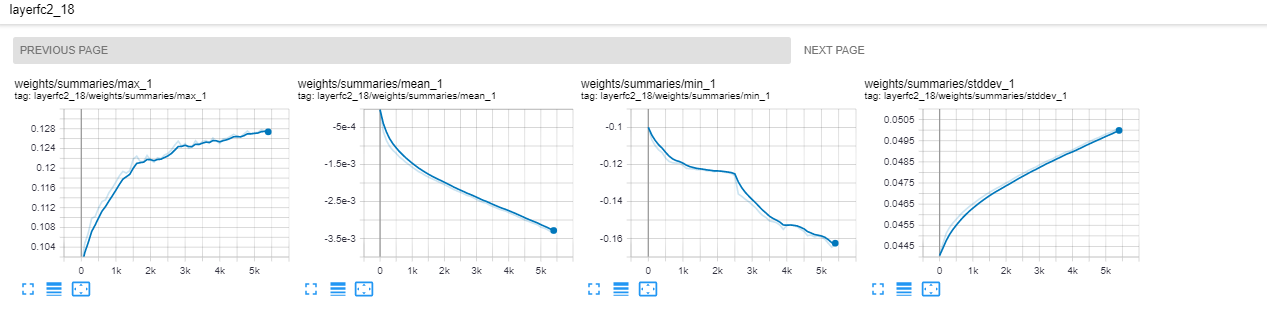 layerfc2_18
PREVIOUS PAGE NEXT PAGE
weights/summaries/max_1
tag: layerfc2_18/weights/summaries/max_1
0.128
0.124
0.12
0.116
0.112
0.108
0.104
0 1k 2k 3k 4k 5k
weights/summaries/mean_1
tag: layerfc2_18/weights/summaries/mean_1
-5e-4
-1.5e-3
-2.5e-3
-3.5e-3
0 1k 2k 3k 4k 5k
weights/summaries/min_1
tag: layerfc2_18/weights/summaries/min_1
-0.1
-0.12
-0.14
-0.16
0 1k 2k 3k 4k 5k
weights/summaries/stddev_1
tag: layerfc2_18/weights/summaries/stddev_1
0.0505
0.0495
0.0485
0.0475
0.0465
0.0455
0.0445
0 1k 2k 3k 4k 5k